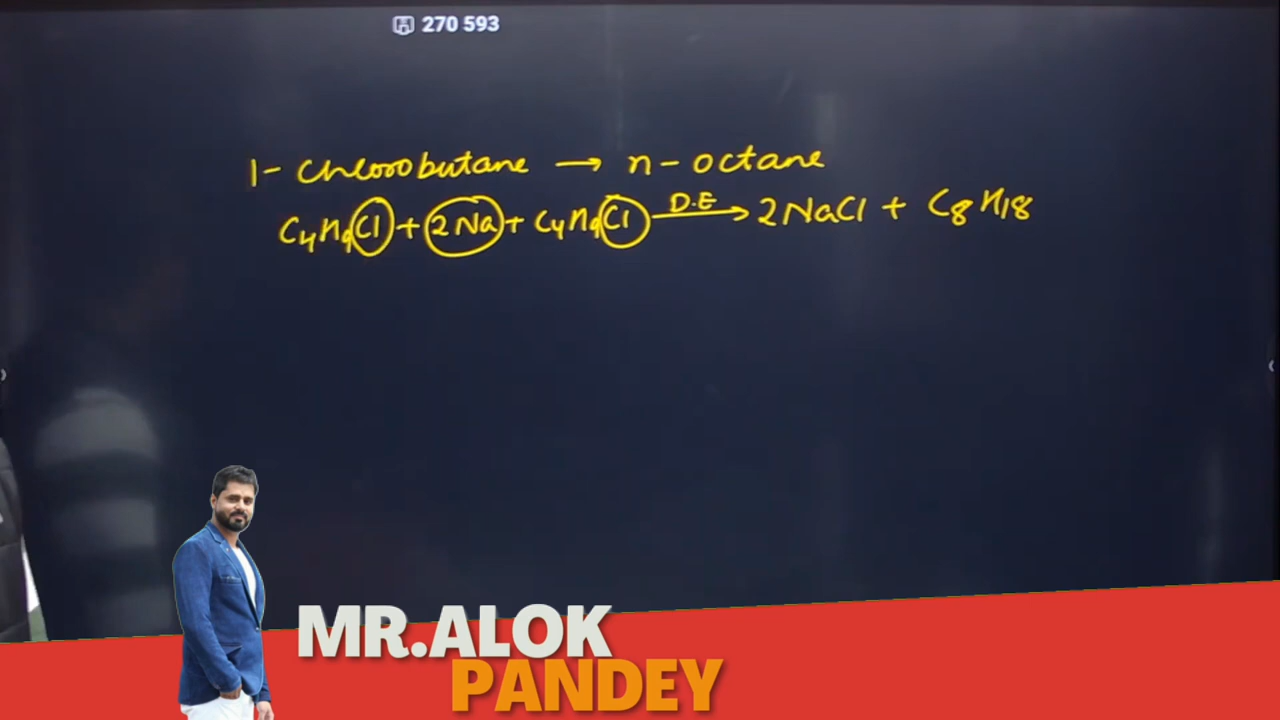 270 593
1- Chlorobutane → n-octane
C4H9Cl + 2Na + C4H9Cl D.E → 2NaCl + C8H18
MR.ALOK
PANDEY